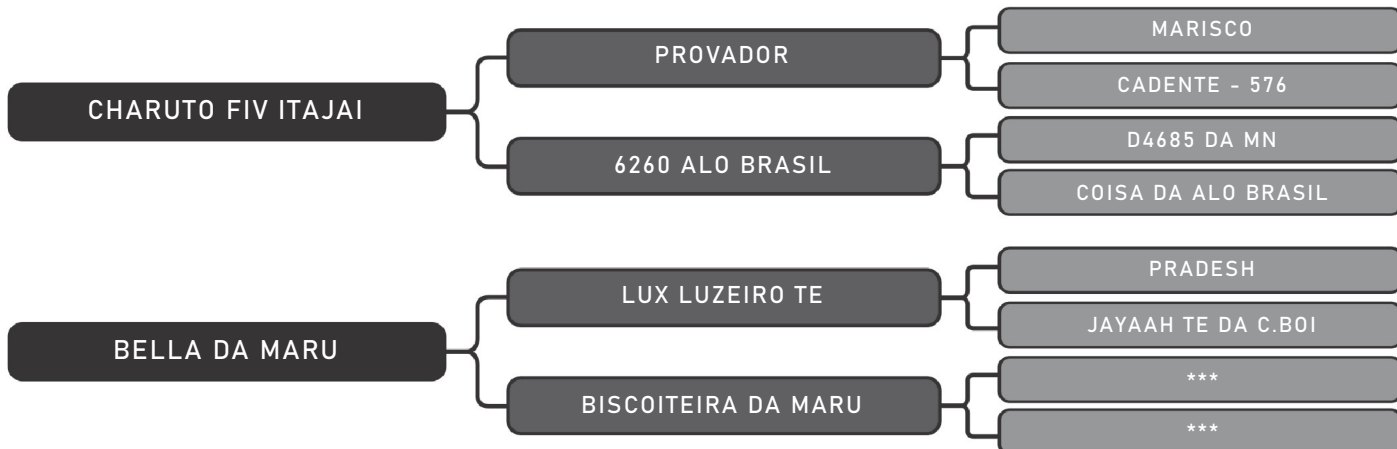 CHARUTO FIV ITAJAI
PROVADOR
MARISCO
CADENTE - 576
6260 ALO BRASIL
D4685 DA MN
COISA DA ALO BRASIL
BELLA DA MARU
LUX LUZEIRO TE
PRADESH
JAYAAH TE DA C.BOI
BISCOITEIRA DA MARU
***
***